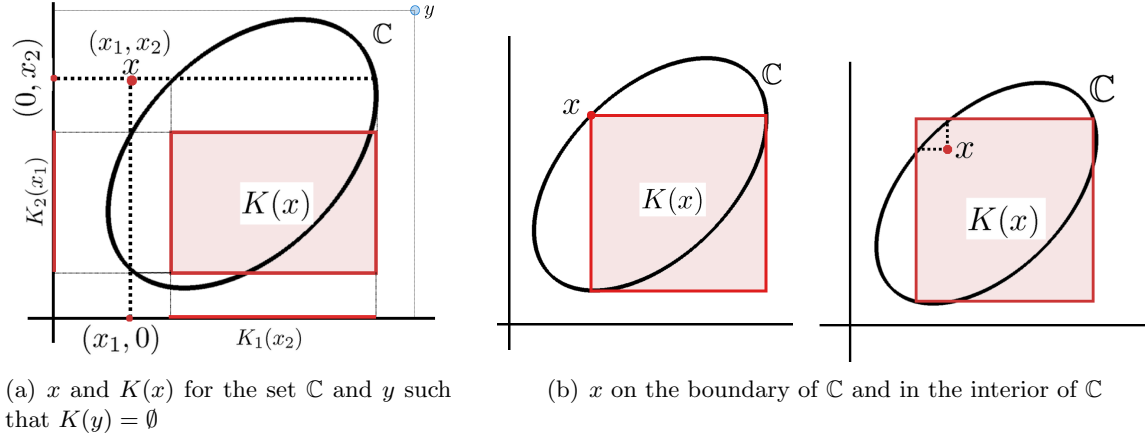 y
ℂ
(x₁, x₂)
x
(0, x₂)
K₂(x₁)
K(x)
(x₁, 0)
K₁(x₂)
ℂ
x
K(x)
ℂ
x
K(x)
(a) x and K(x) for the set ℂ and y such
that K(y) = ∅
(b) x on the boundary of ℂ and in the interior of ℂ